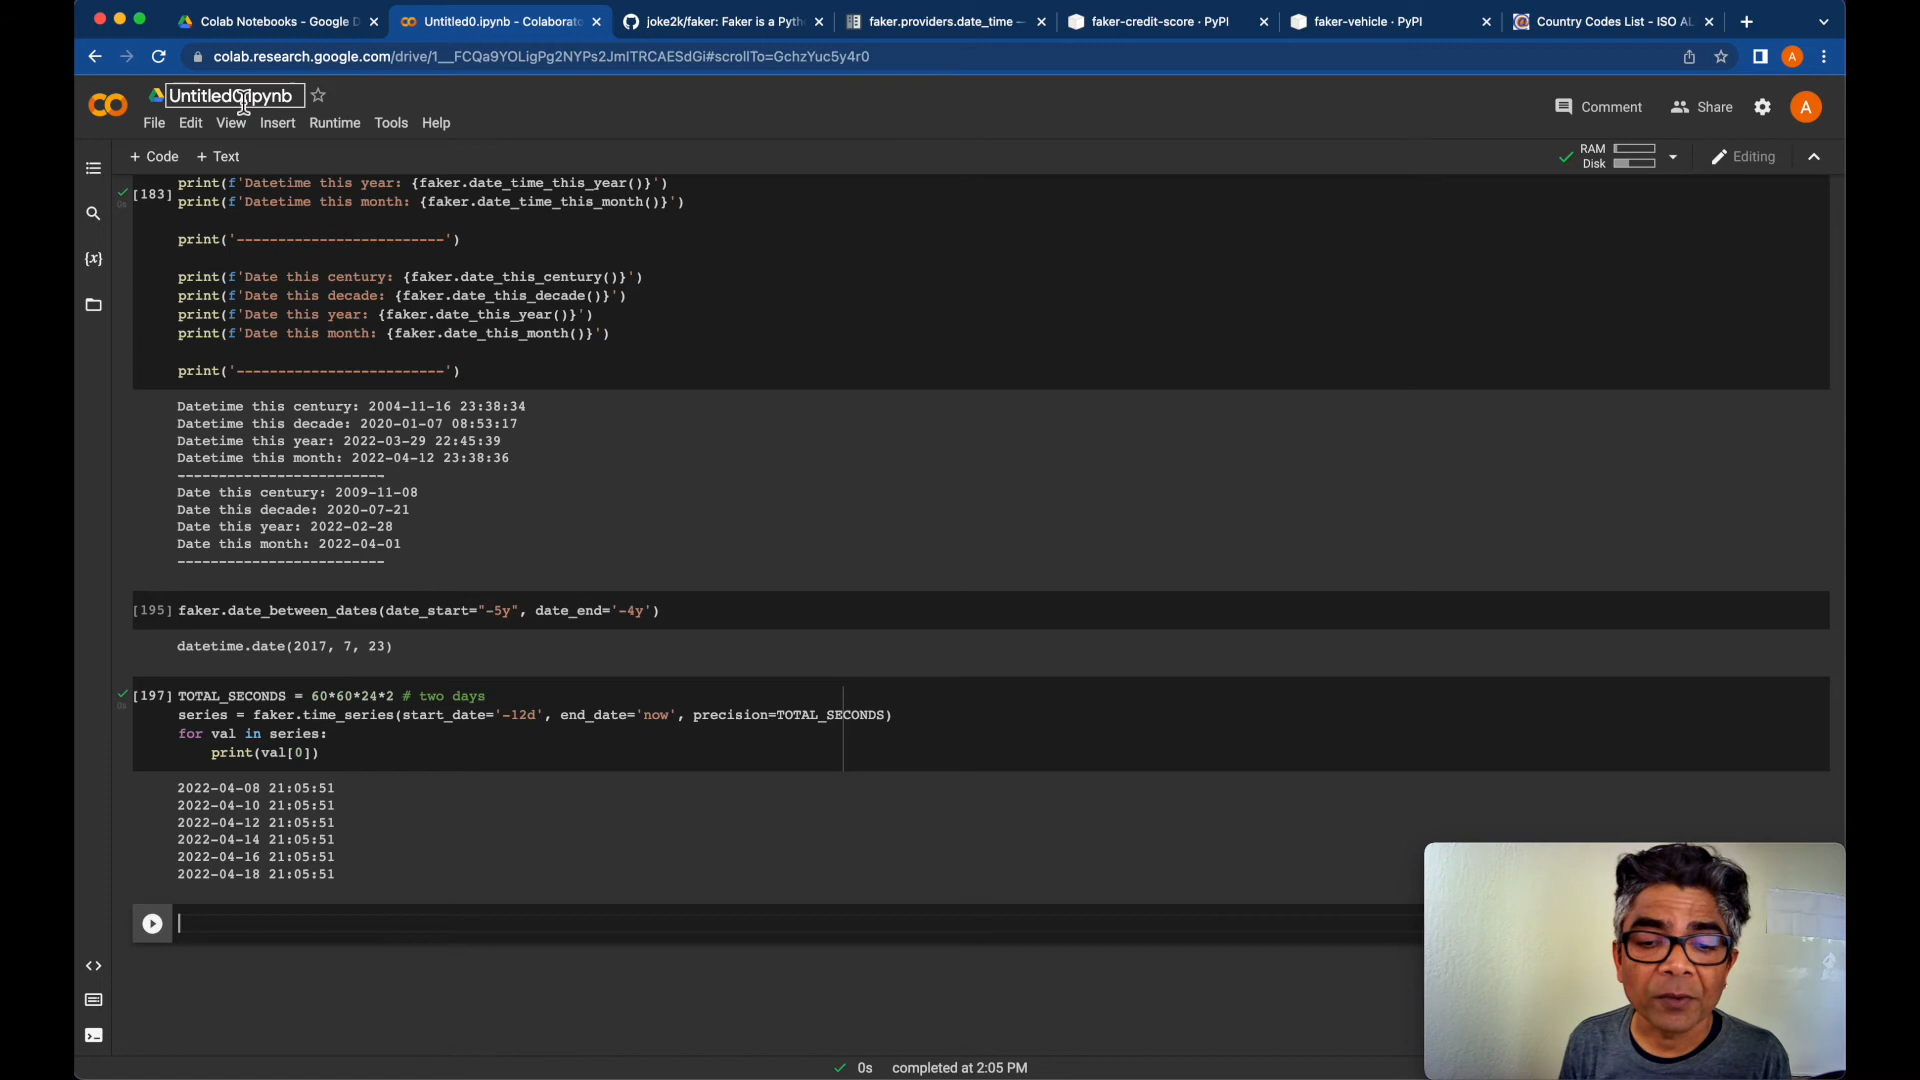 Colab Notebooks - Google D
Untitled0.ipynb - Colaborato
joke2k/faker: Faker is a Pyth
faker.providers.date_time —
faker-credit-score · PyPI
faker-vehicle · PyPI
Country Codes List - ISO AL
colab.research.google.com/drive/1__FCQa9YOLigPg2NYPs2JmITRCAESdGi#scrollTo=GchzYuc5y4r0
A
Untitled0.ipynb
Comment
Share
A
File Edit View Insert Runtime Tools Help
+ Code + Text
RAM
Disk
Editing
print(f'Datetime this year: {faker.date_time_this_year()}')
[183]
print(f'Datetime this month: {faker.date_time_this_month()}')
print('-------------------------')
print(f'Date this century: {faker.date_this_century()}')
print(f'Date this decade: {faker.date_this_decade()}')
print(f'Date this year: {faker.date_this_year()}')
print(f'Date this month: {faker.date_this_month()}')
print('-------------------------')
Datetime this century: 2004-11-16 23:38:34
Datetime this decade: 2020-01-07 08:53:17
Datetime this year: 2022-03-29 22:45:39
Datetime this month: 2022-04-12 23:38:36
-------------------------
Date this century: 2009-11-08
Date this decade: 2020-07-21
Date this year: 2022-02-28
Date this month: 2022-04-01
-------------------------
[195] faker.date_between_dates(date_start="-5y", date_end='-4y')
datetime.date(2017, 7, 23)
[197] TOTAL_SECONDS = 60*60*24*2 # two days
series = faker.time_series(start_date='-12d', end_date='now', precision=TOTAL_SECONDS)
for val in series:
print(val[0])
2022-04-08 21:05:51
2022-04-10 21:05:51
2022-04-12 21:05:51
2022-04-14 21:05:51
2022-04-16 21:05:51
2022-04-18 21:05:51
0s completed at 2:05 PM